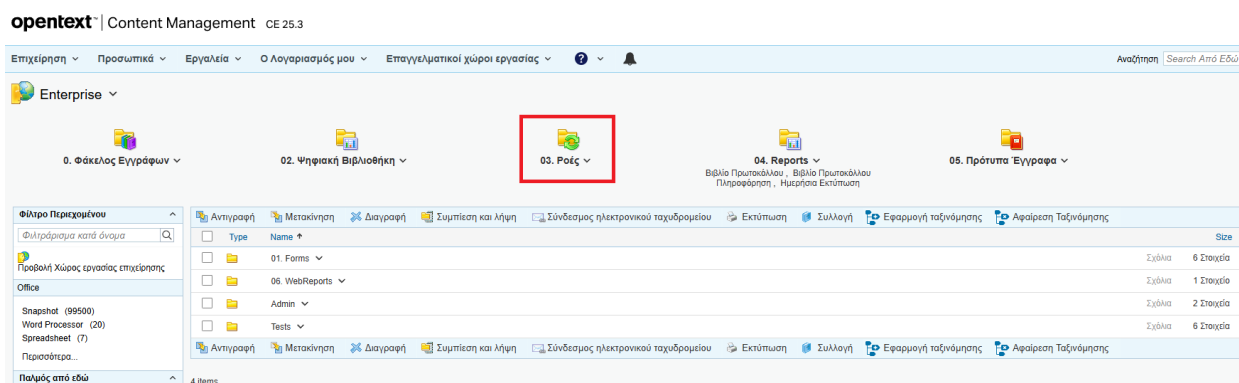 opentext™ | Content Management CE 25.3
Επιχείρηση Προσωπικά Εργαλεία Ο Λογαριασμός μου Επαγγελματικοί χώροι εργασίας ? Αναζήτηση Search Από Εδώ
Enterprise
0. Φάκελος Εγγράφων 02. Ψηφιακή Βιβλιοθήκη 03. Ροές 04. Reports 05. Πρότυπα Έγγραφα
Βιβλίο Πρωτοκόλλου , Βιβλίο Πρωτοκόλλου
Πληροφόρηση , Ημερήσια Εκτύπωση
Φίλτρο Περιεχομένου
Φιλτράρισμα κατά όνομα
Προβολή Χώρος εργασίας επιχείρησης
Office
Snapshot (99500)
Word Processor (20)
Spreadsheet (7)
Περισσότερα...
Παλμός από εδώ
Αντιγραφή Μετακίνηση Διαγραφή Συμπίεση και λήψη Σύνδεσμος ηλεκτρονικού ταχυδρομείου Εκτύπωση Συλλογή Εφαρμογή ταξινόμησης Αφαίρεση Ταξινόμησης
Type Name ↑ Size
01. Forms Σχόλια 6 Στοιχεία
06. WebReports Σχόλια 1 Στοιχείο
Admin Σχόλια 2 Στοιχεία
Tests Σχόλια 6 Στοιχεία
Αντιγραφή Μετακίνηση Διαγραφή Συμπίεση και λήψη Σύνδεσμος ηλεκτρονικού ταχυδρομείου Εκτύπωση Συλλογή Εφαρμογή ταξινόμησης Αφαίρεση Ταξινόμησης
4 items